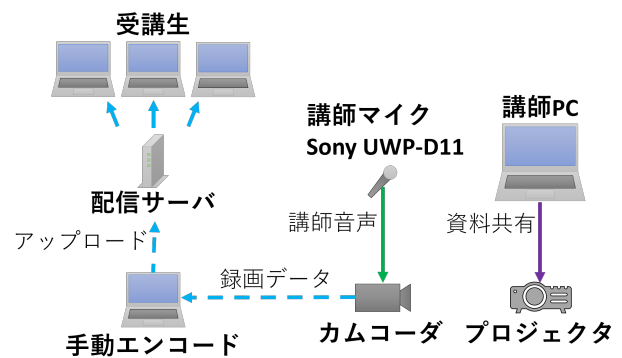 受講生
講師マイク
Sony UWP-D11
講師PC
配信サーバ
講師音声
資料共有
アップロード
録画データ
手動エンコード
カムコーダ
プロジェクタ